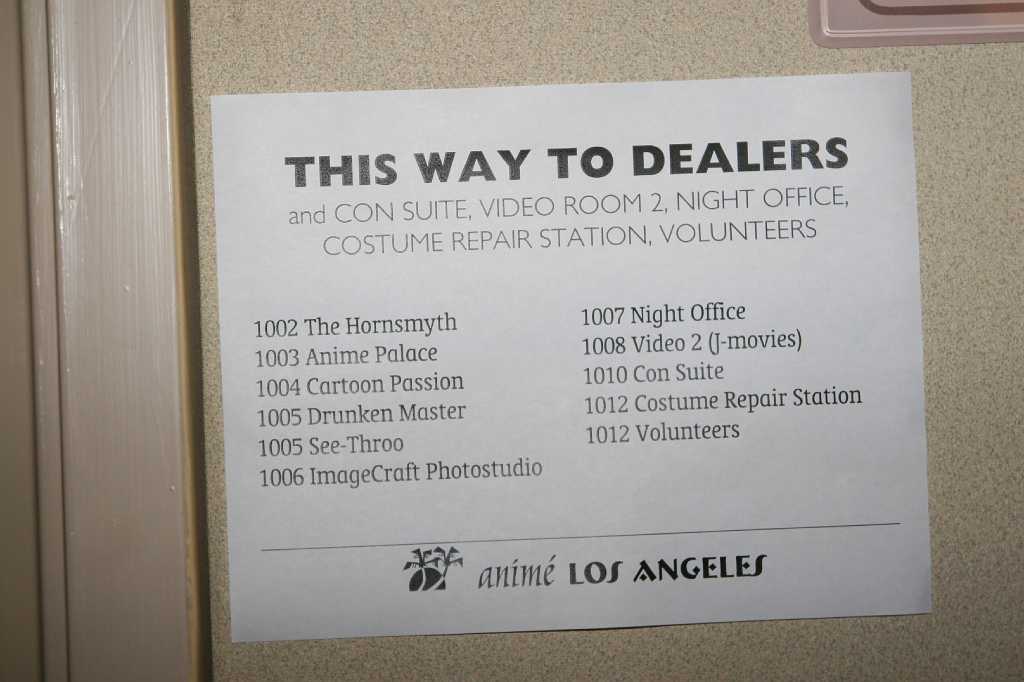 THIS WAY TO DEALERS
and CON SUITE, VIDEO ROOM 2, NIGHT OFFICE,
COSTUME REPAIR STATION, VOLUNTEERS
1002 The Hornsmyth
1003 Anime Palace
1004 Cartoon Passion
1005 Drunken Master
1005 See-Throo
1006 ImageCraft Photostudio
1007 Night Office
1008 Video 2 (J-movies)
1010 Con Suite
1012 Costume Repair Station
1012 Volunteers
animé LOS ANGELES